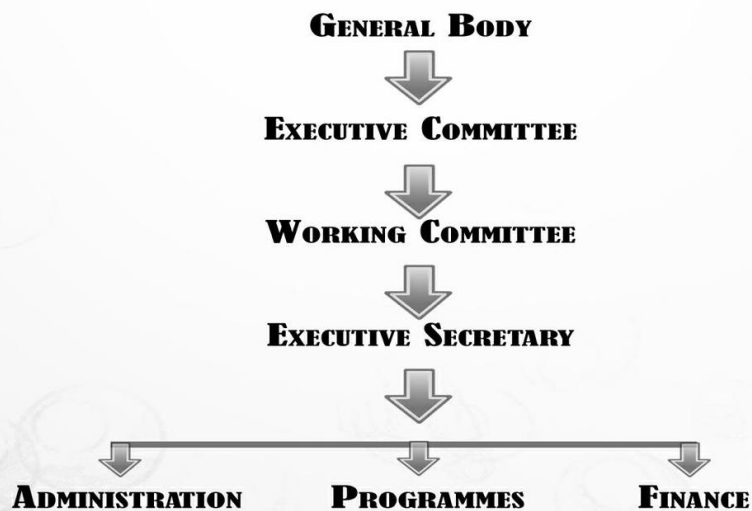 GENERAL BODY
EXECUTIVE COMMITTEE
WORKING COMMITTEE
EXECUTIVE SECRETARY
ADMINISTRATION PROGRAMMES FINANCE